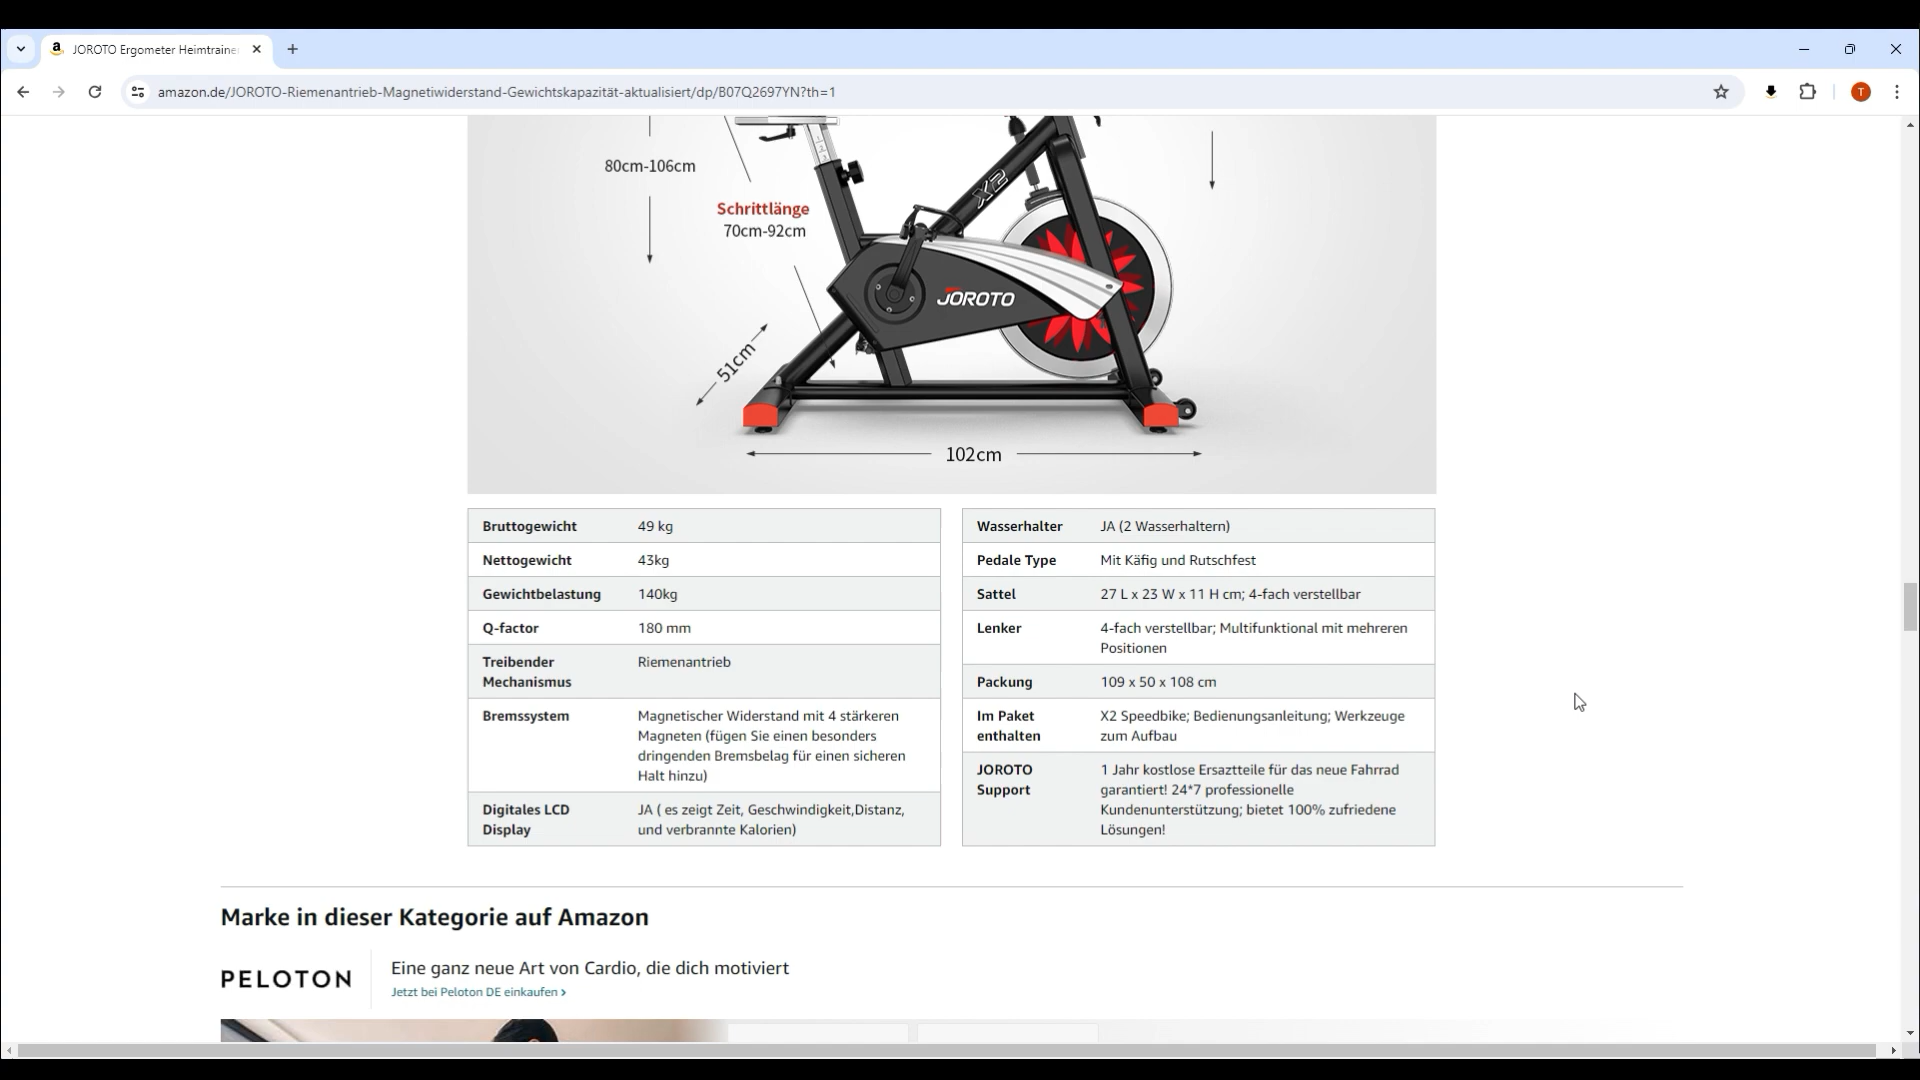 JOROTO Ergometer Heimtraine
amazon.de/JOROTO-Riemenantrieb-Magnetiwiderstand-Gewichtskapazität-aktualisiert/dp/B07Q2697YN?th=1
T
80cm-106cm
Schrittlänge
70cm-92cm
X2
JOROTO
51cm
102cm
Bruttogewicht 49 kg
Nettogewicht 43kg
Gewichtbelastung 140kg
Q-factor 180 mm
Treibender Riemenantrieb
Mechanismus
Bremssystem Magnetischer Widerstand mit 4 stärkeren
Magneten (fügen Sie einen besonders
dringenden Bremsbelag für einen sicheren
Halt hinzu)
Digitales LCD JA ( es zeigt Zeit, Geschwindigkeit,Distanz,
Display und verbrannte Kalorien)
Wasserhalter JA (2 Wasserhaltern)
Pedale Type Mit Käfig und Rutschfest
Sattel 27 L x 23 W x 11 H cm; 4-fach verstellbar
Lenker 4-fach verstellbar; Multifunktional mit mehreren
Positionen
Packung 109 x 50 x 108 cm
Im Paket X2 Speedbike; Bedienungsanleitung; Werkzeuge
enthalten zum Aufbau
JOROTO 1 Jahr kostlose Ersaztteile für das neue Fahrrad
Support garantiert! 24*7 professionelle
Kundenunterstützung; bietet 100% zufriedene
Lösungen!
Marke in dieser Kategorie auf Amazon
PELOTON
Eine ganz neue Art von Cardio, die dich motiviert
Jetzt bei Peloton DE einkaufen ›